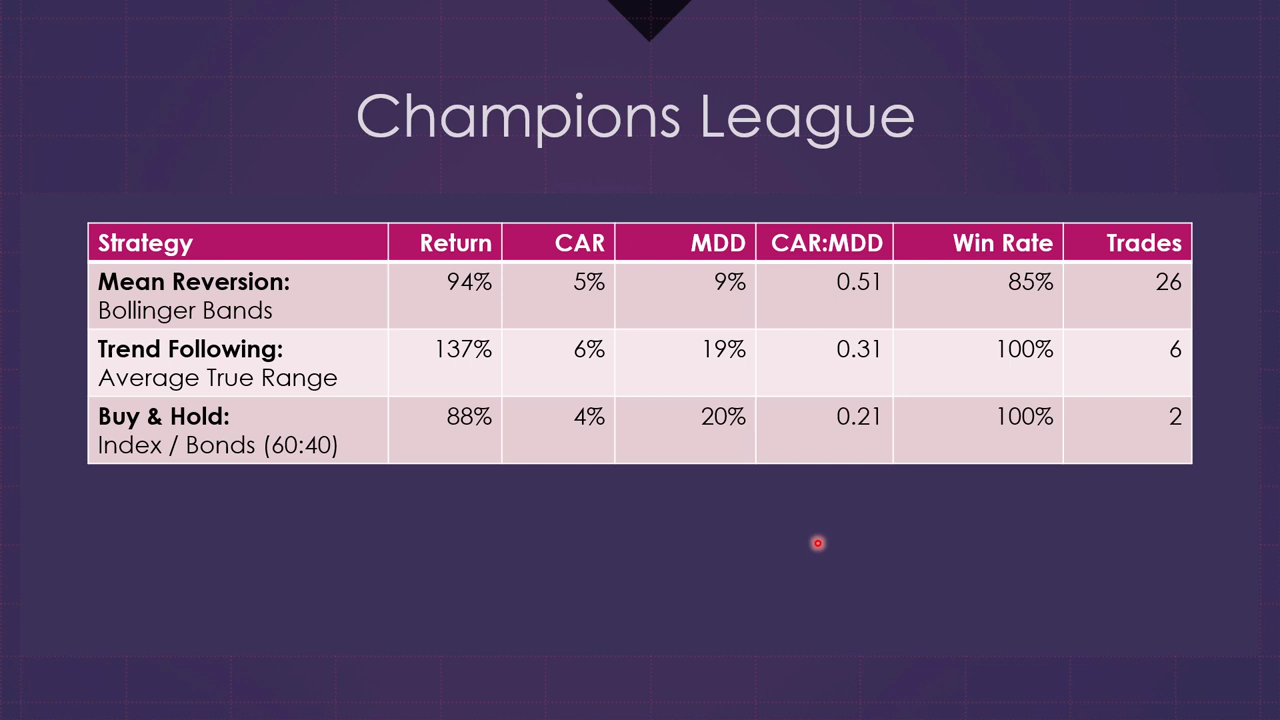 Champions League
Strategy Return CAR MDD CAR:MDD Win Rate Trades
Mean Reversion: 94% 5% 9% 0.51 85% 26
Bollinger Bands
Trend Following: 137% 6% 19% 0.31 100% 6
Average True Range
Buy & Hold: 88% 4% 20% 0.21 100% 2
Index / Bonds (60:40)